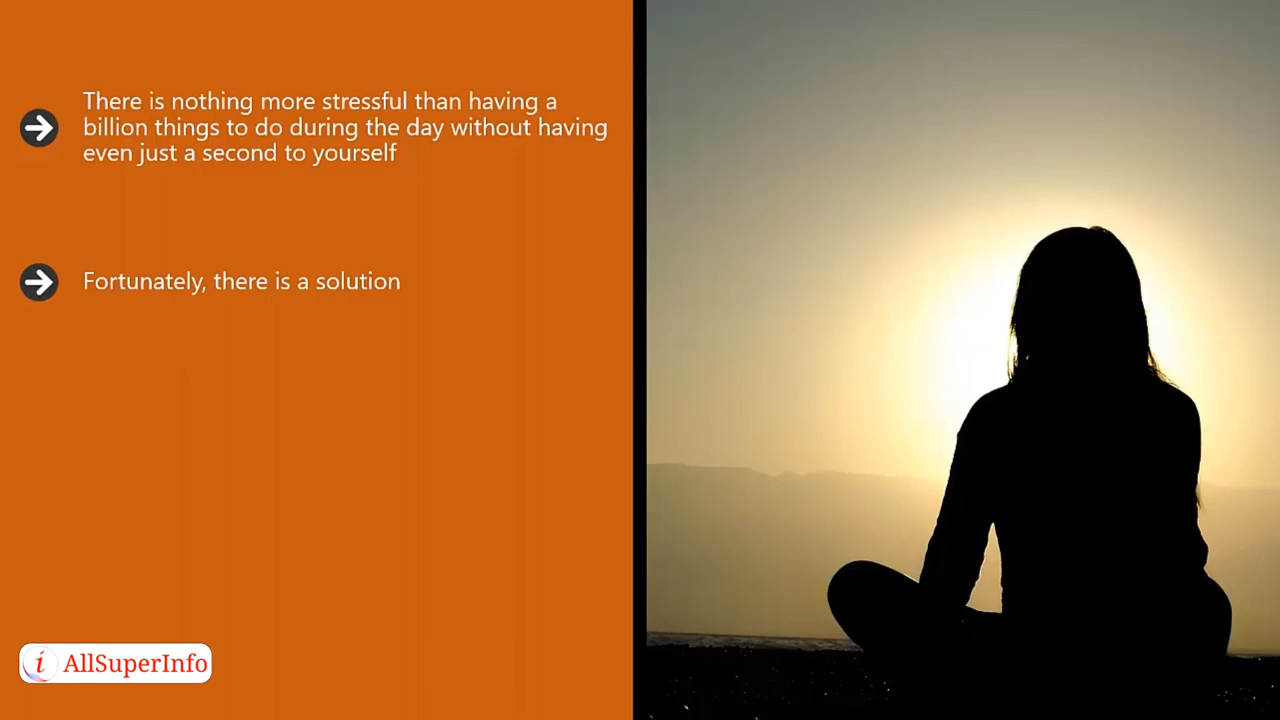 There is nothing more stressful than having a
billion things to do during the day without having
even just a second to yourself
Fortunately, there is a solution
i AllSuperInfo